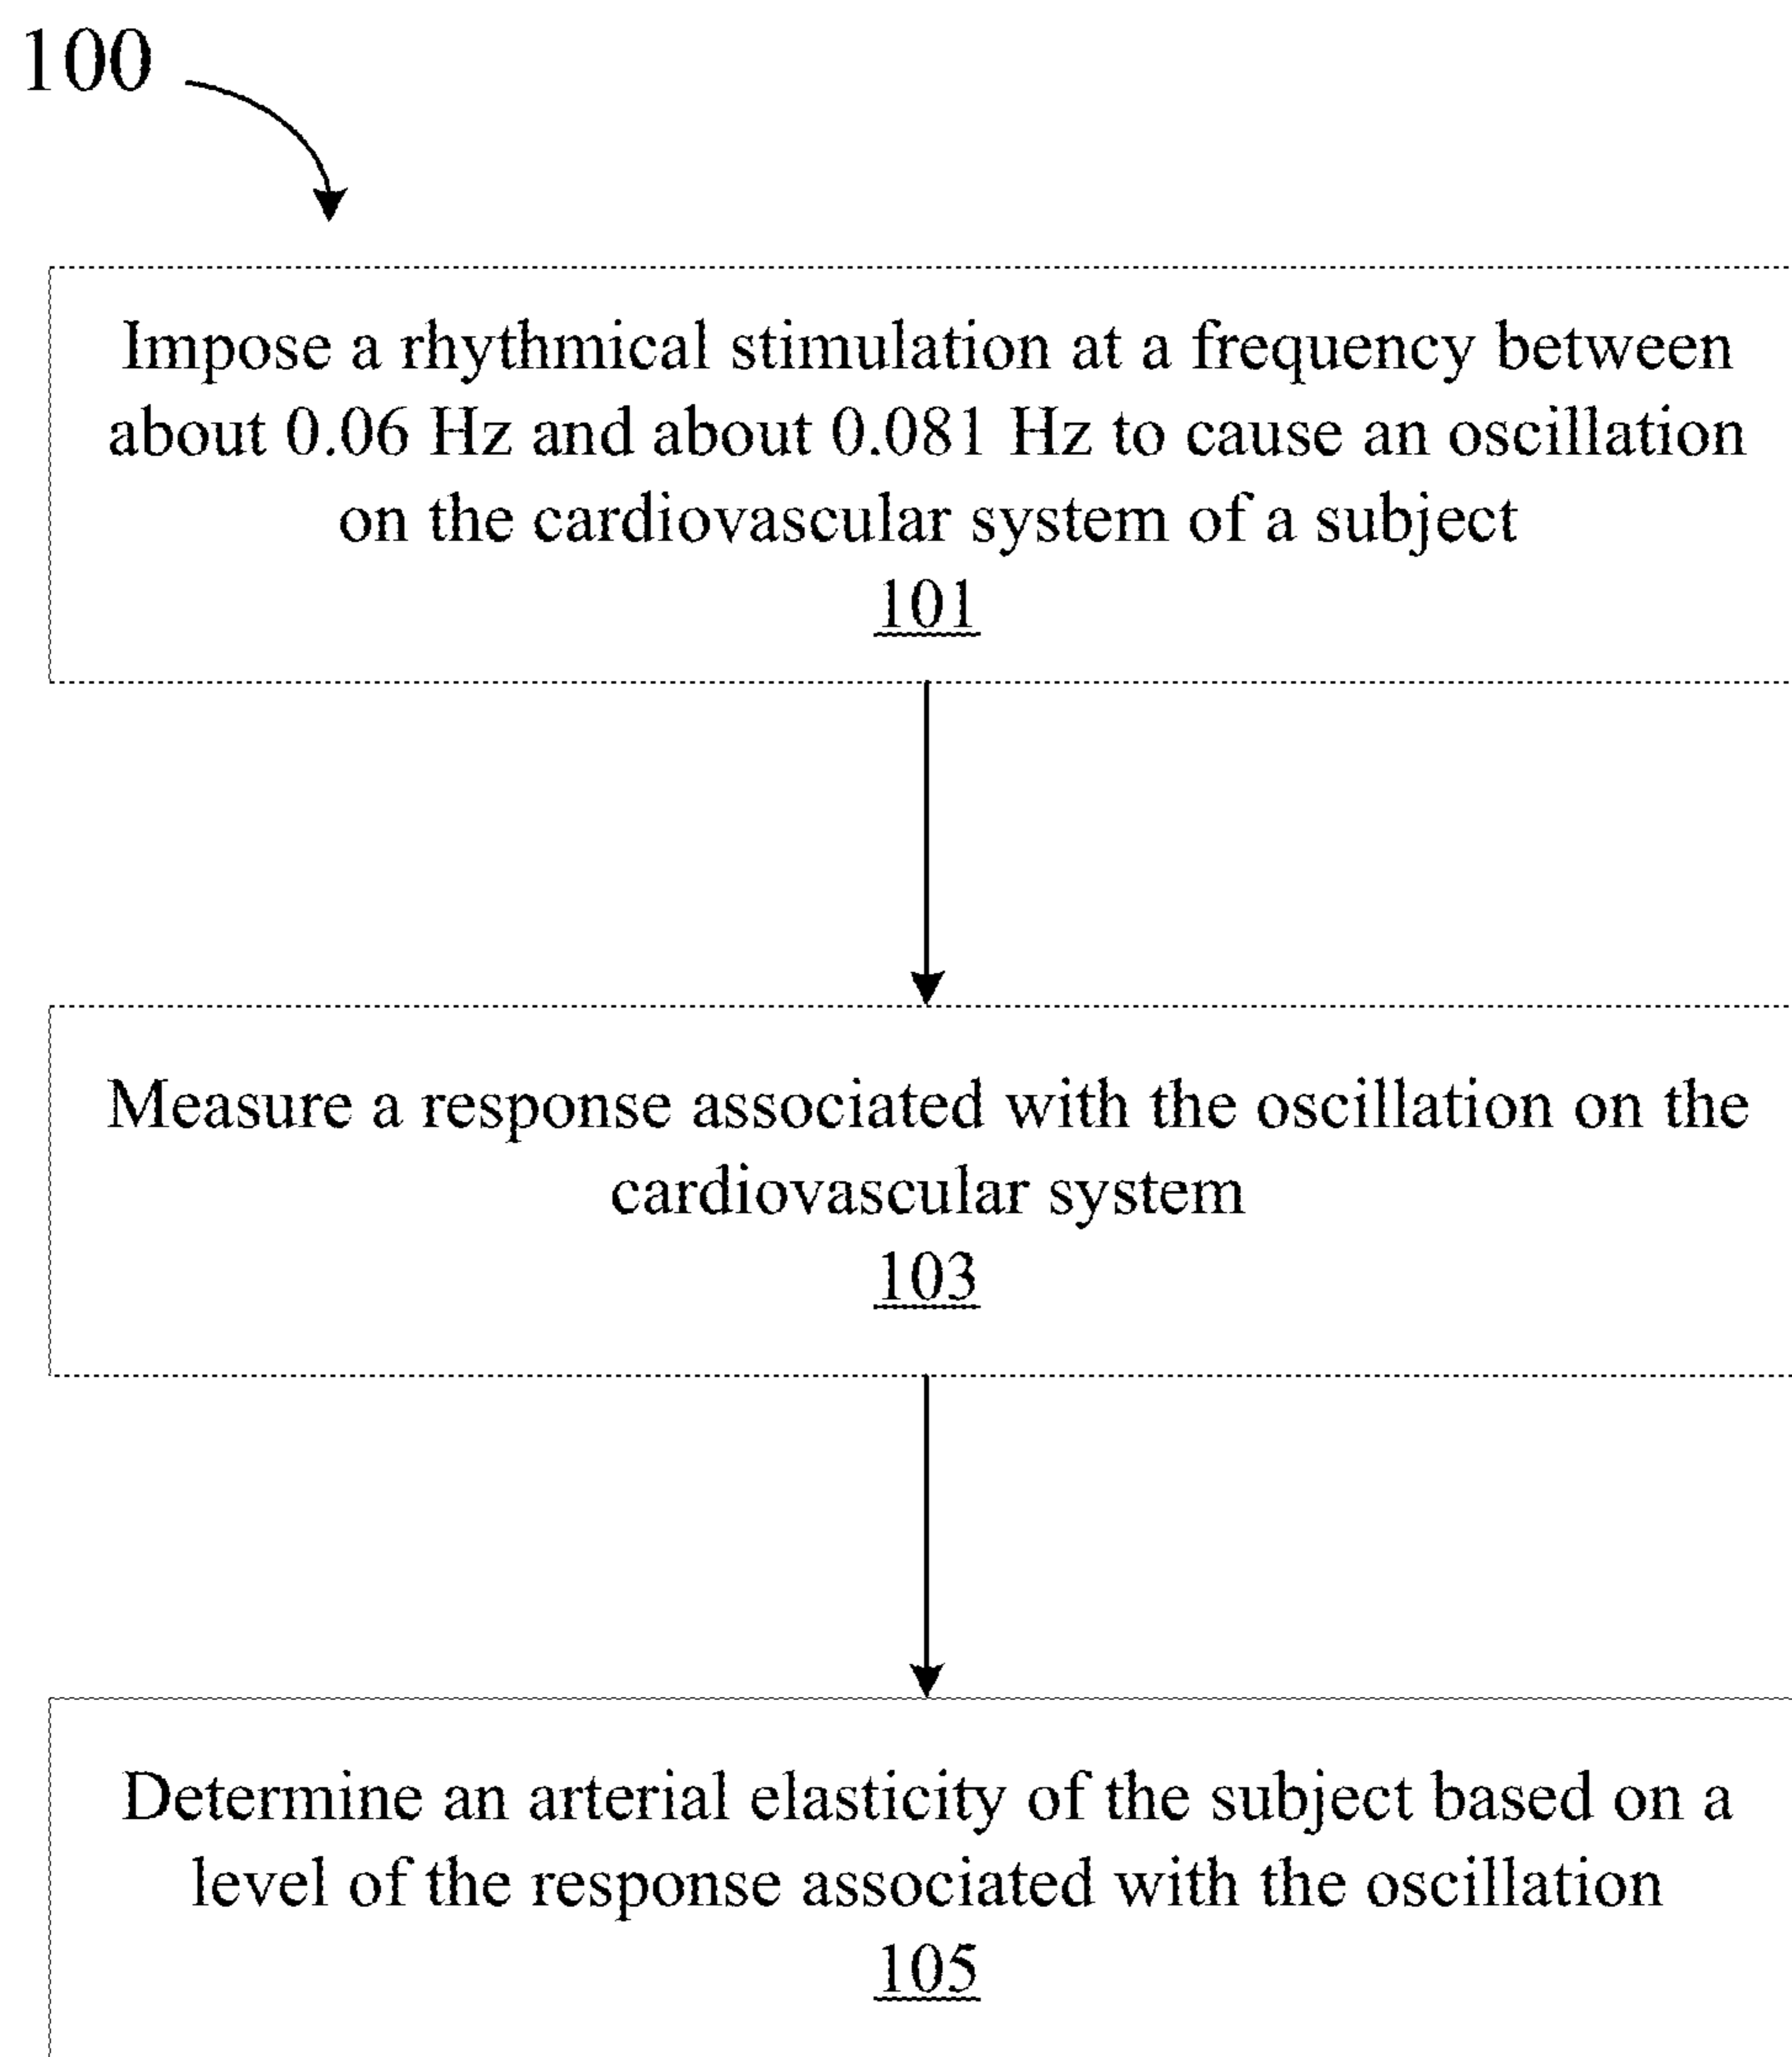 100
Impose a rhythmical stimulation at a frequency between
about 0.06 Hz and about 0.081 Hz to cause an oscillation
on the cardiovascular system of a subject
101
Measure a response associated with the oscillation on the
cardiovascular system
103
Determine an arterial elasticity of the subject based on a
level of the response associated with the oscillation
105